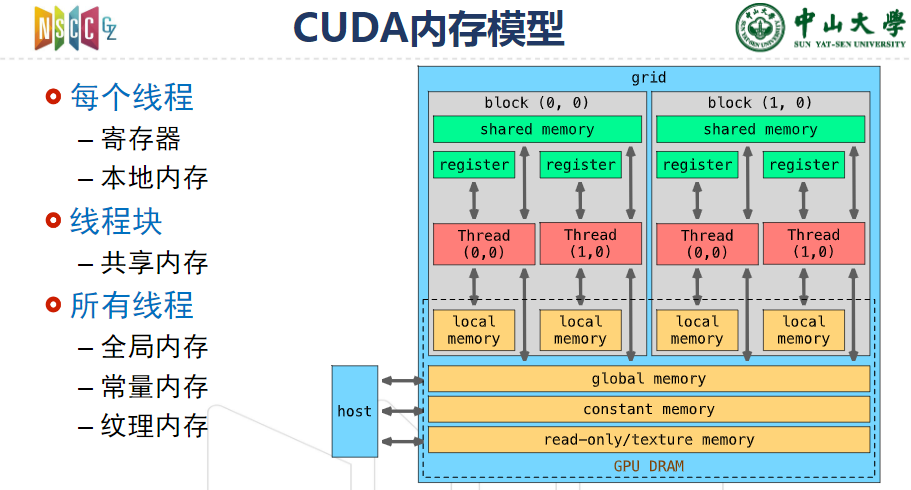 NSCC GZ
CUDA内存模型
中山大學
SUN YAT-SEN UNIVERSITY
每个线程
– 寄存器
– 本地内存
线程块
– 共享内存
所有线程
– 全局内存
– 常量内存
– 纹理内存
grid
block (0, 0)
shared memory
register
register
Thread
(0,0)
Thread
(1,0)
local
memory
local
memory
block (1, 0)
shared memory
register
register
Thread
(0,0)
Thread
(1,0)
local
memory
local
memory
host
global memory
constant memory
read-only/texture memory
GPU DRAM